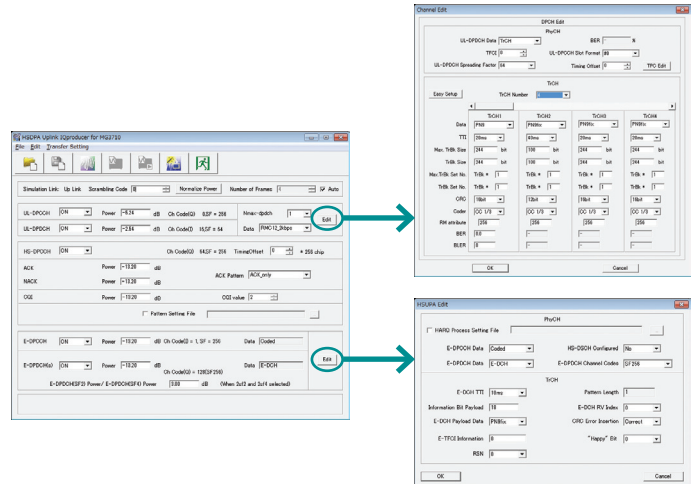 HSDPA Uplink IQproducer for MG3710
File Edit Transfer Setting
Simulation Link: Up Link Scrambling Code 0 Normalize Power Number of Frames 1 Auto
UL-DPCCH ON Power -8.24 dB Ch Code(Q) 0,SF = 256 Nmax-dpdch 1
Edit
UL-DPDCH ON Power -2.84 dB Ch Code(I) 16,SF = 64 Data RMC12_2kbps
HS-DPCCH ON Ch Code(Q) 64,SF = 256 TimingOffset 0 * 256 chip
ACK Power -13.20 dB
ACK Pattern ACK_only
NACK Power -13.20 dB
CQI Power -13.20 dB CQI value 2
Pattern Setting File ...
E-DPCCH ON Power -13.20 dB Ch Code(I) = 1, SF = 256 Data Coded
Edit
E-DPDCH(s) ON Power -13.20 dB Data E-DCH
Ch Code(Q) = 128(SF256)
E-DPDCH(SF2) Power/ E-DPDCH(SF4) Power 3.00 dB (When 2sf2 and 2sf4 selected)
Channel Edit
DPCH Edit
PhyCH
UL-DPDCH Data TrCH BER - %
TFCI 0 UL-DPCCH Slot Format #0
UL-DPDCH Spreading Factor 64 Timing Offset 0 TPC Edit
TrCH
Easy Setup TrCH Number
TrCH1 TrCH2 TrCH3 TrCH4
Data PN9 PN9fix PN9fix PN9fix
TTI 20ms 40ms 20ms 20ms
Max. TrBk Size 244 bit 100 bit 244 bit 244 bit
TrBk Size 244 bit 100 bit 244 bit 244 bit
Max.TrBk Set No. TrBk * 1 TrBk * 1 TrBk * 1 TrBk * 1
TrBk Set No. TrBk * 1 TrBk * 1 TrBk * 1 TrBk * 1
CRC 16bit 12bit 16bit 16bit
Coder CC 1/3 CC 1/3 CC 1/3 CC 1/3
RM attribute 256 256 256 256
BER 0.0 - - -
BLER 0 - - -
OK Cancel
HSUPA Edit
PhyCH
HARQ Process Setting File ...
E-DPCCH Data Coded HS-DSCH Configured No
E-DPDCH Data E-DCH E-DPDCH Channel Codes SF256
TrCH
E-DCH TTI 10ms Pattern Length 1
Information Bit Payload 18 E-DCH RV Index 0
E-DCH Payload Data PN9fix CRC Error Insertion Correct
E-TFCI Information 0 "Happy" Bit 0
RSN 0
OK Cancel